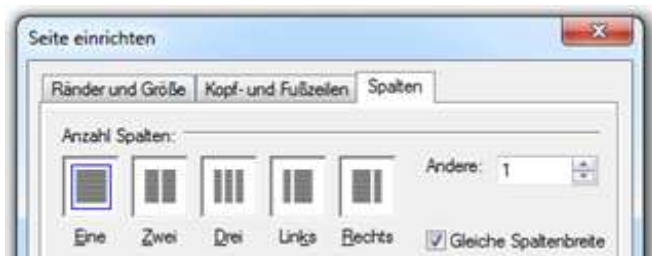 Seite einrichten
Ränder und Größe Kopf- und Fußzeilen Spalten
Anzahl Spalten:
Andere: 1
Eine Zwei Drei Links Rechts
Gleiche Spaltenbreite